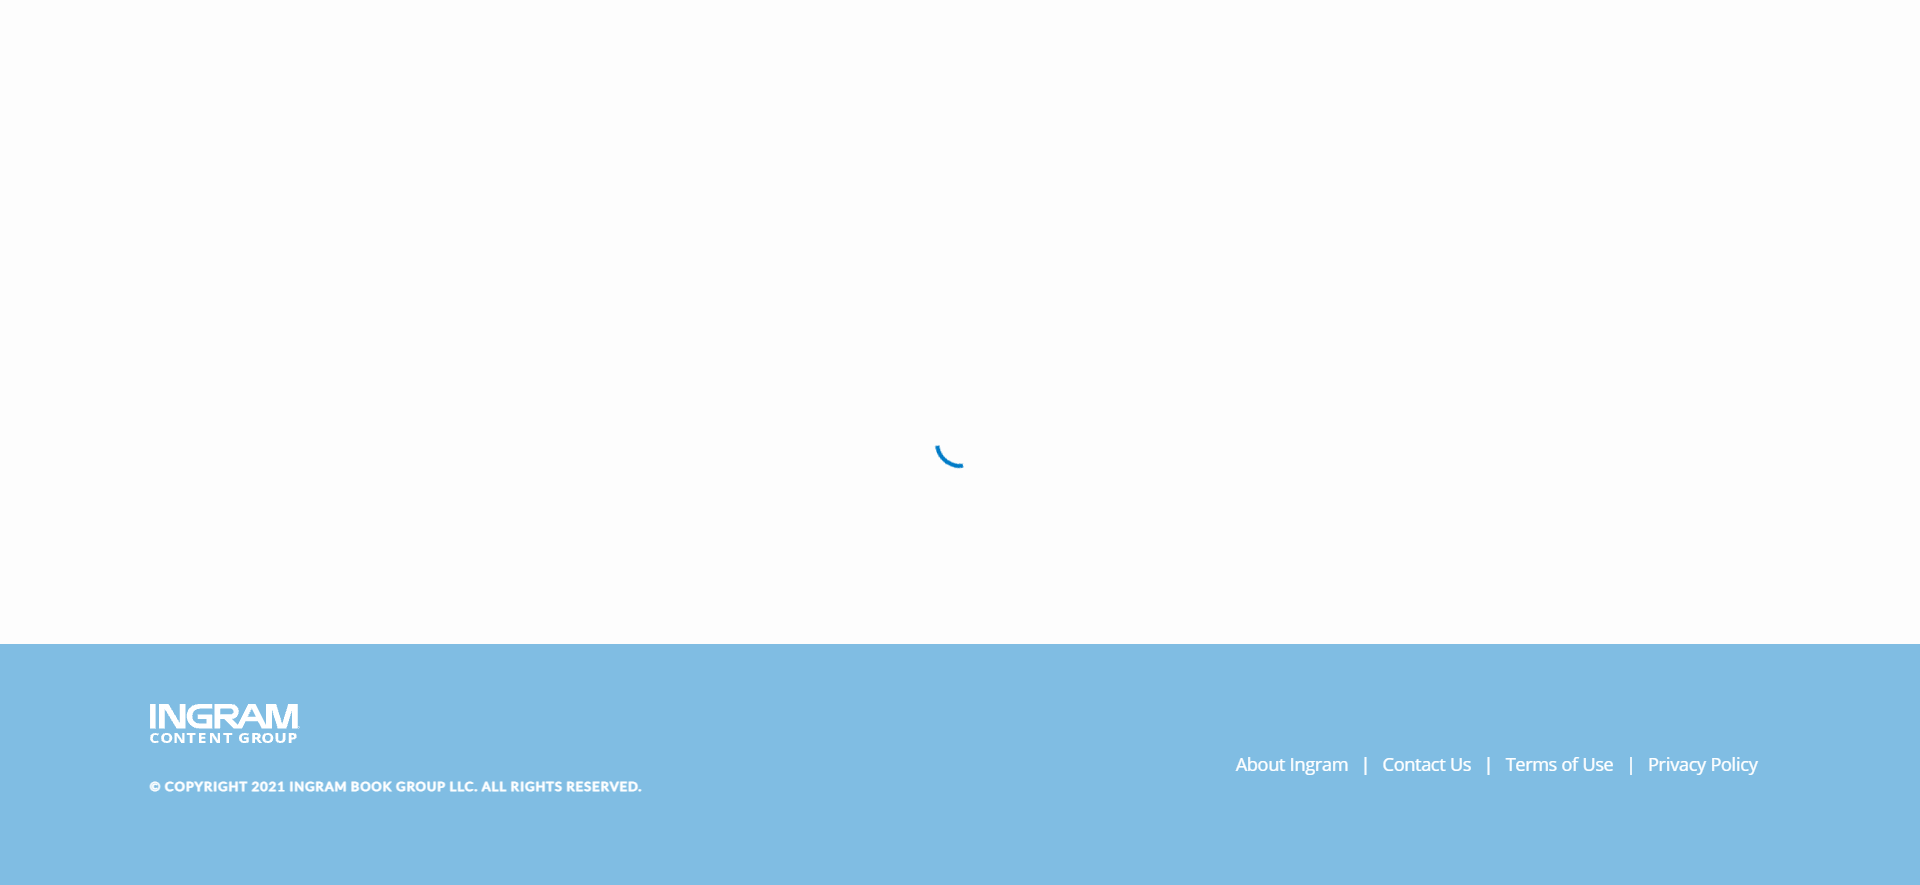 INGRAM
CONTENT GROUP
© COPYRIGHT 2021 INGRAM BOOK GROUP LLC. ALL RIGHTS RESERVED.
About Ingram | Contact Us | Terms of Use | Privacy Policy